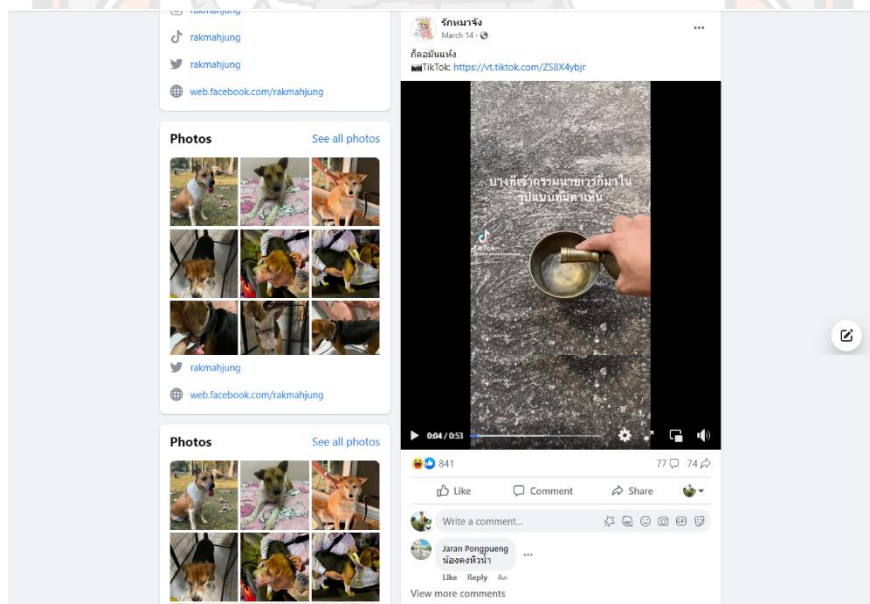 rakmahjung
rakmahjung
rakmahjung
web.facebook.com/rakmahjung
Photos
See all photos
rakmahjung
web.facebook.com/rakmahjung
Photos
See all photos
รักหมาจัง
March 14
ก็คอมันแห้ง
TikTok: https://vt.tiktok.com/ZS8X4ybjr
บางทีเจ้ากรรมนายเวรก็มาใน
รูปแบบทันตาเห็น
TikTok
0:04 / 0:53
841
77
74
Like
Comment
Share
Write a comment...
GIF
Jaran Pongpueng
น้องคงหิวน้ำ
Like Reply 4w
View more comments